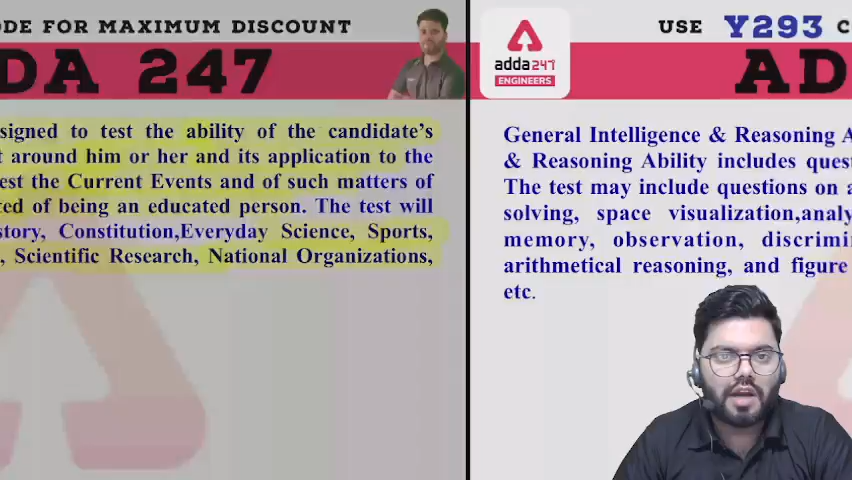 ODE FOR MAXIMUM DISCOUNT
DA 247
signed to test the ability of the candidate's
t around him or her and its application to the
est the Current Events and of such matters of
ted of being an educated person. The test will
story, Constitution,Everyday Science, Sports,
, Scientific Research, National Organizations,
USE Y293 C
adda247
ENGINEERS
AD
General Intelligence & Reasoning A
& Reasoning Ability includes quest
The test may include questions on a
solving, space visualization,analy
memory, observation, discrimin
arithmetical reasoning, and figure
etc.